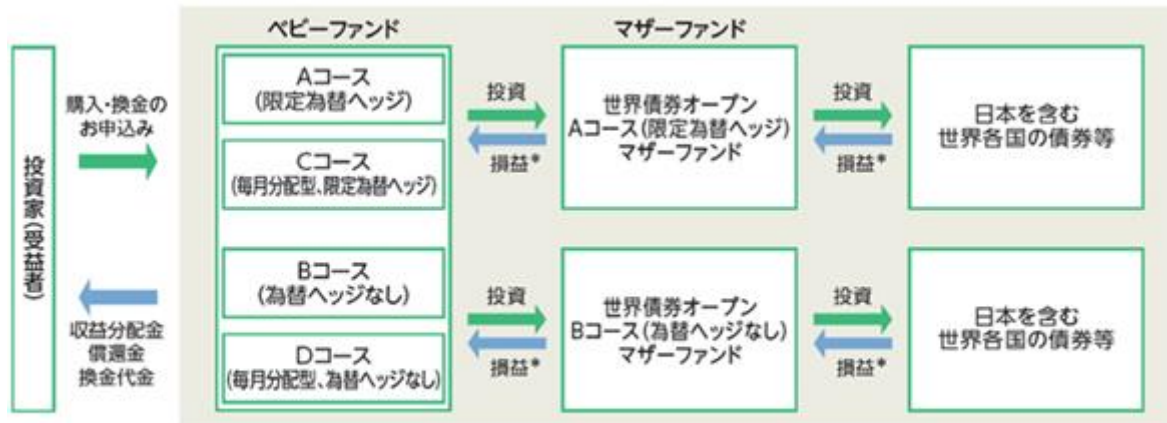 ベビーファンド
マザーファンド
投資家(受益者)
購入・換金の
お申込み
収益分配金
償還金
換金代金
Aコース
(限定為替ヘッジ)
Cコース
(毎月分配型、限定為替ヘッジ)
Bコース
(為替ヘッジなし)
Dコース
(毎月分配型、為替ヘッジなし)
投資
損益*
世界債券オープン
Aコース(限定為替ヘッジ)
マザーファンド
投資
損益*
日本を含む
世界各国の債券等
投資
損益*
世界債券オープン
Bコース(為替ヘッジなし)
マザーファンド
投資
損益*
日本を含む
世界各国の債券等